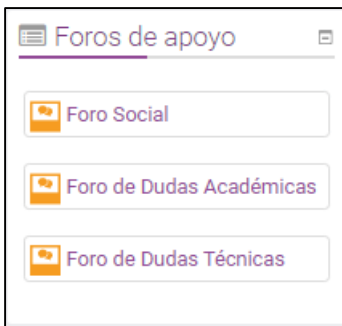 Foros de apoyo
Foro Social
Foro de Dudas Académicas
Foro de Dudas Técnicas